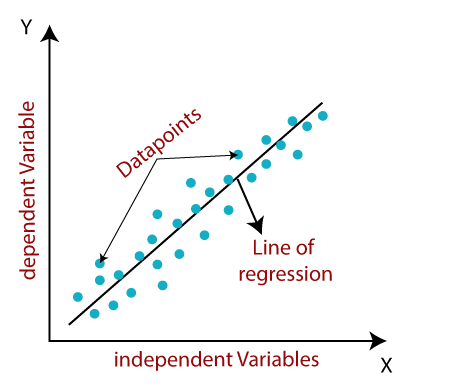 Y
dependent Variable
Datapoints
Line of
regression
independent Variables
X